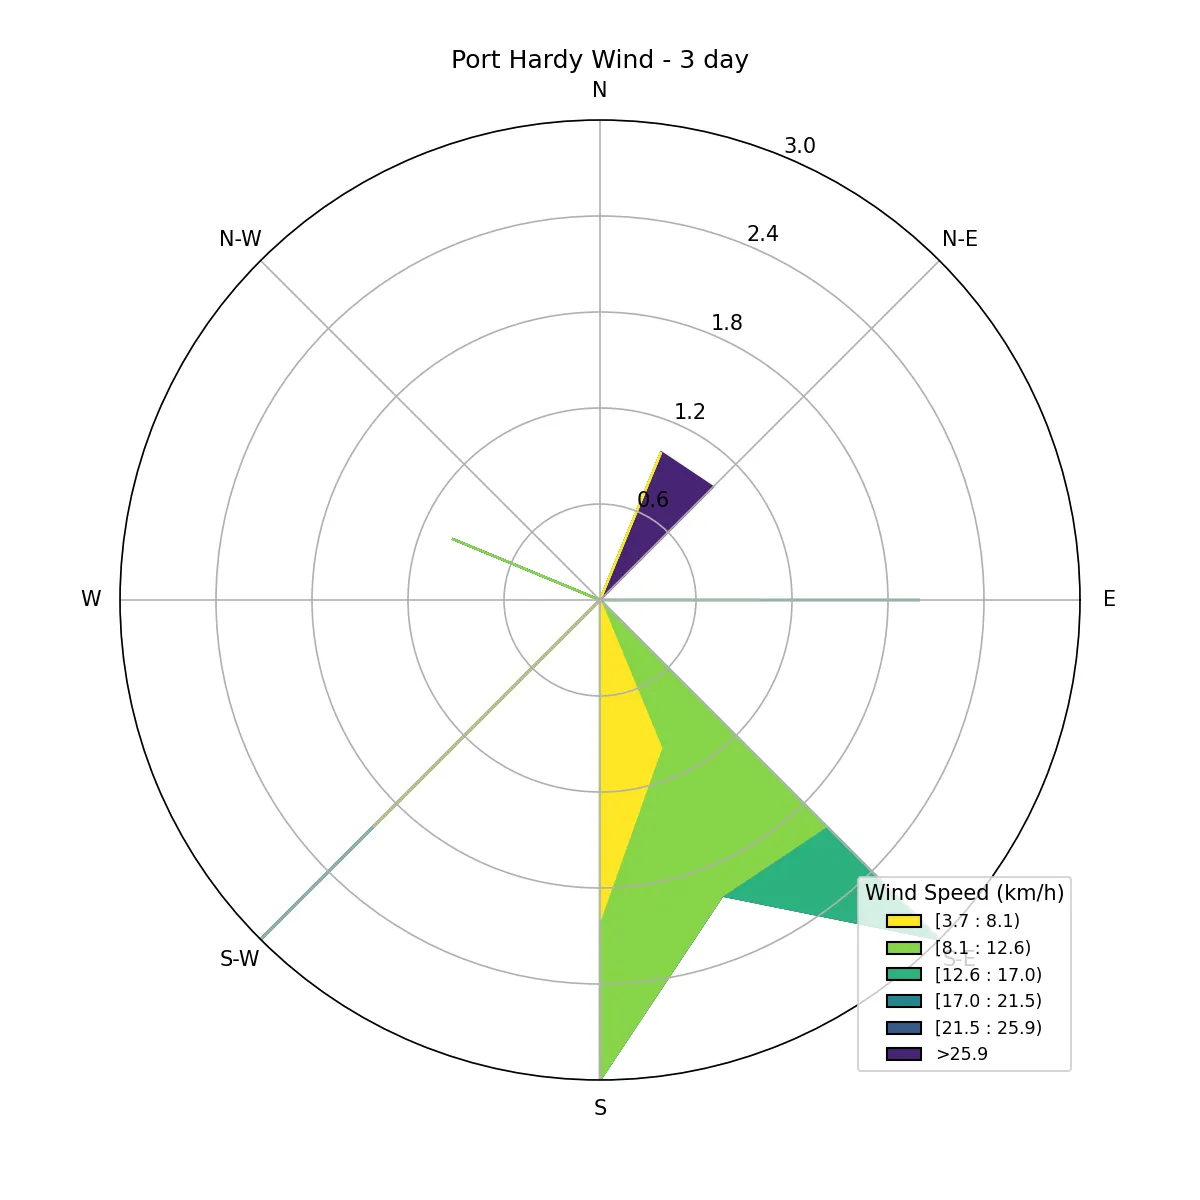 Port Hardy Wind - 3 day
N
3.0
2.4
N-W
N-E
1.8
1.2
0.6
W
E
Wind Speed (km/h)
[3.7 : 8.1)
[8.1 : 12.6)
S-W
S-E
[12.6 : 17.0)
[17.0 : 21.5)
[21.5 : 25.9)
>25.9
S